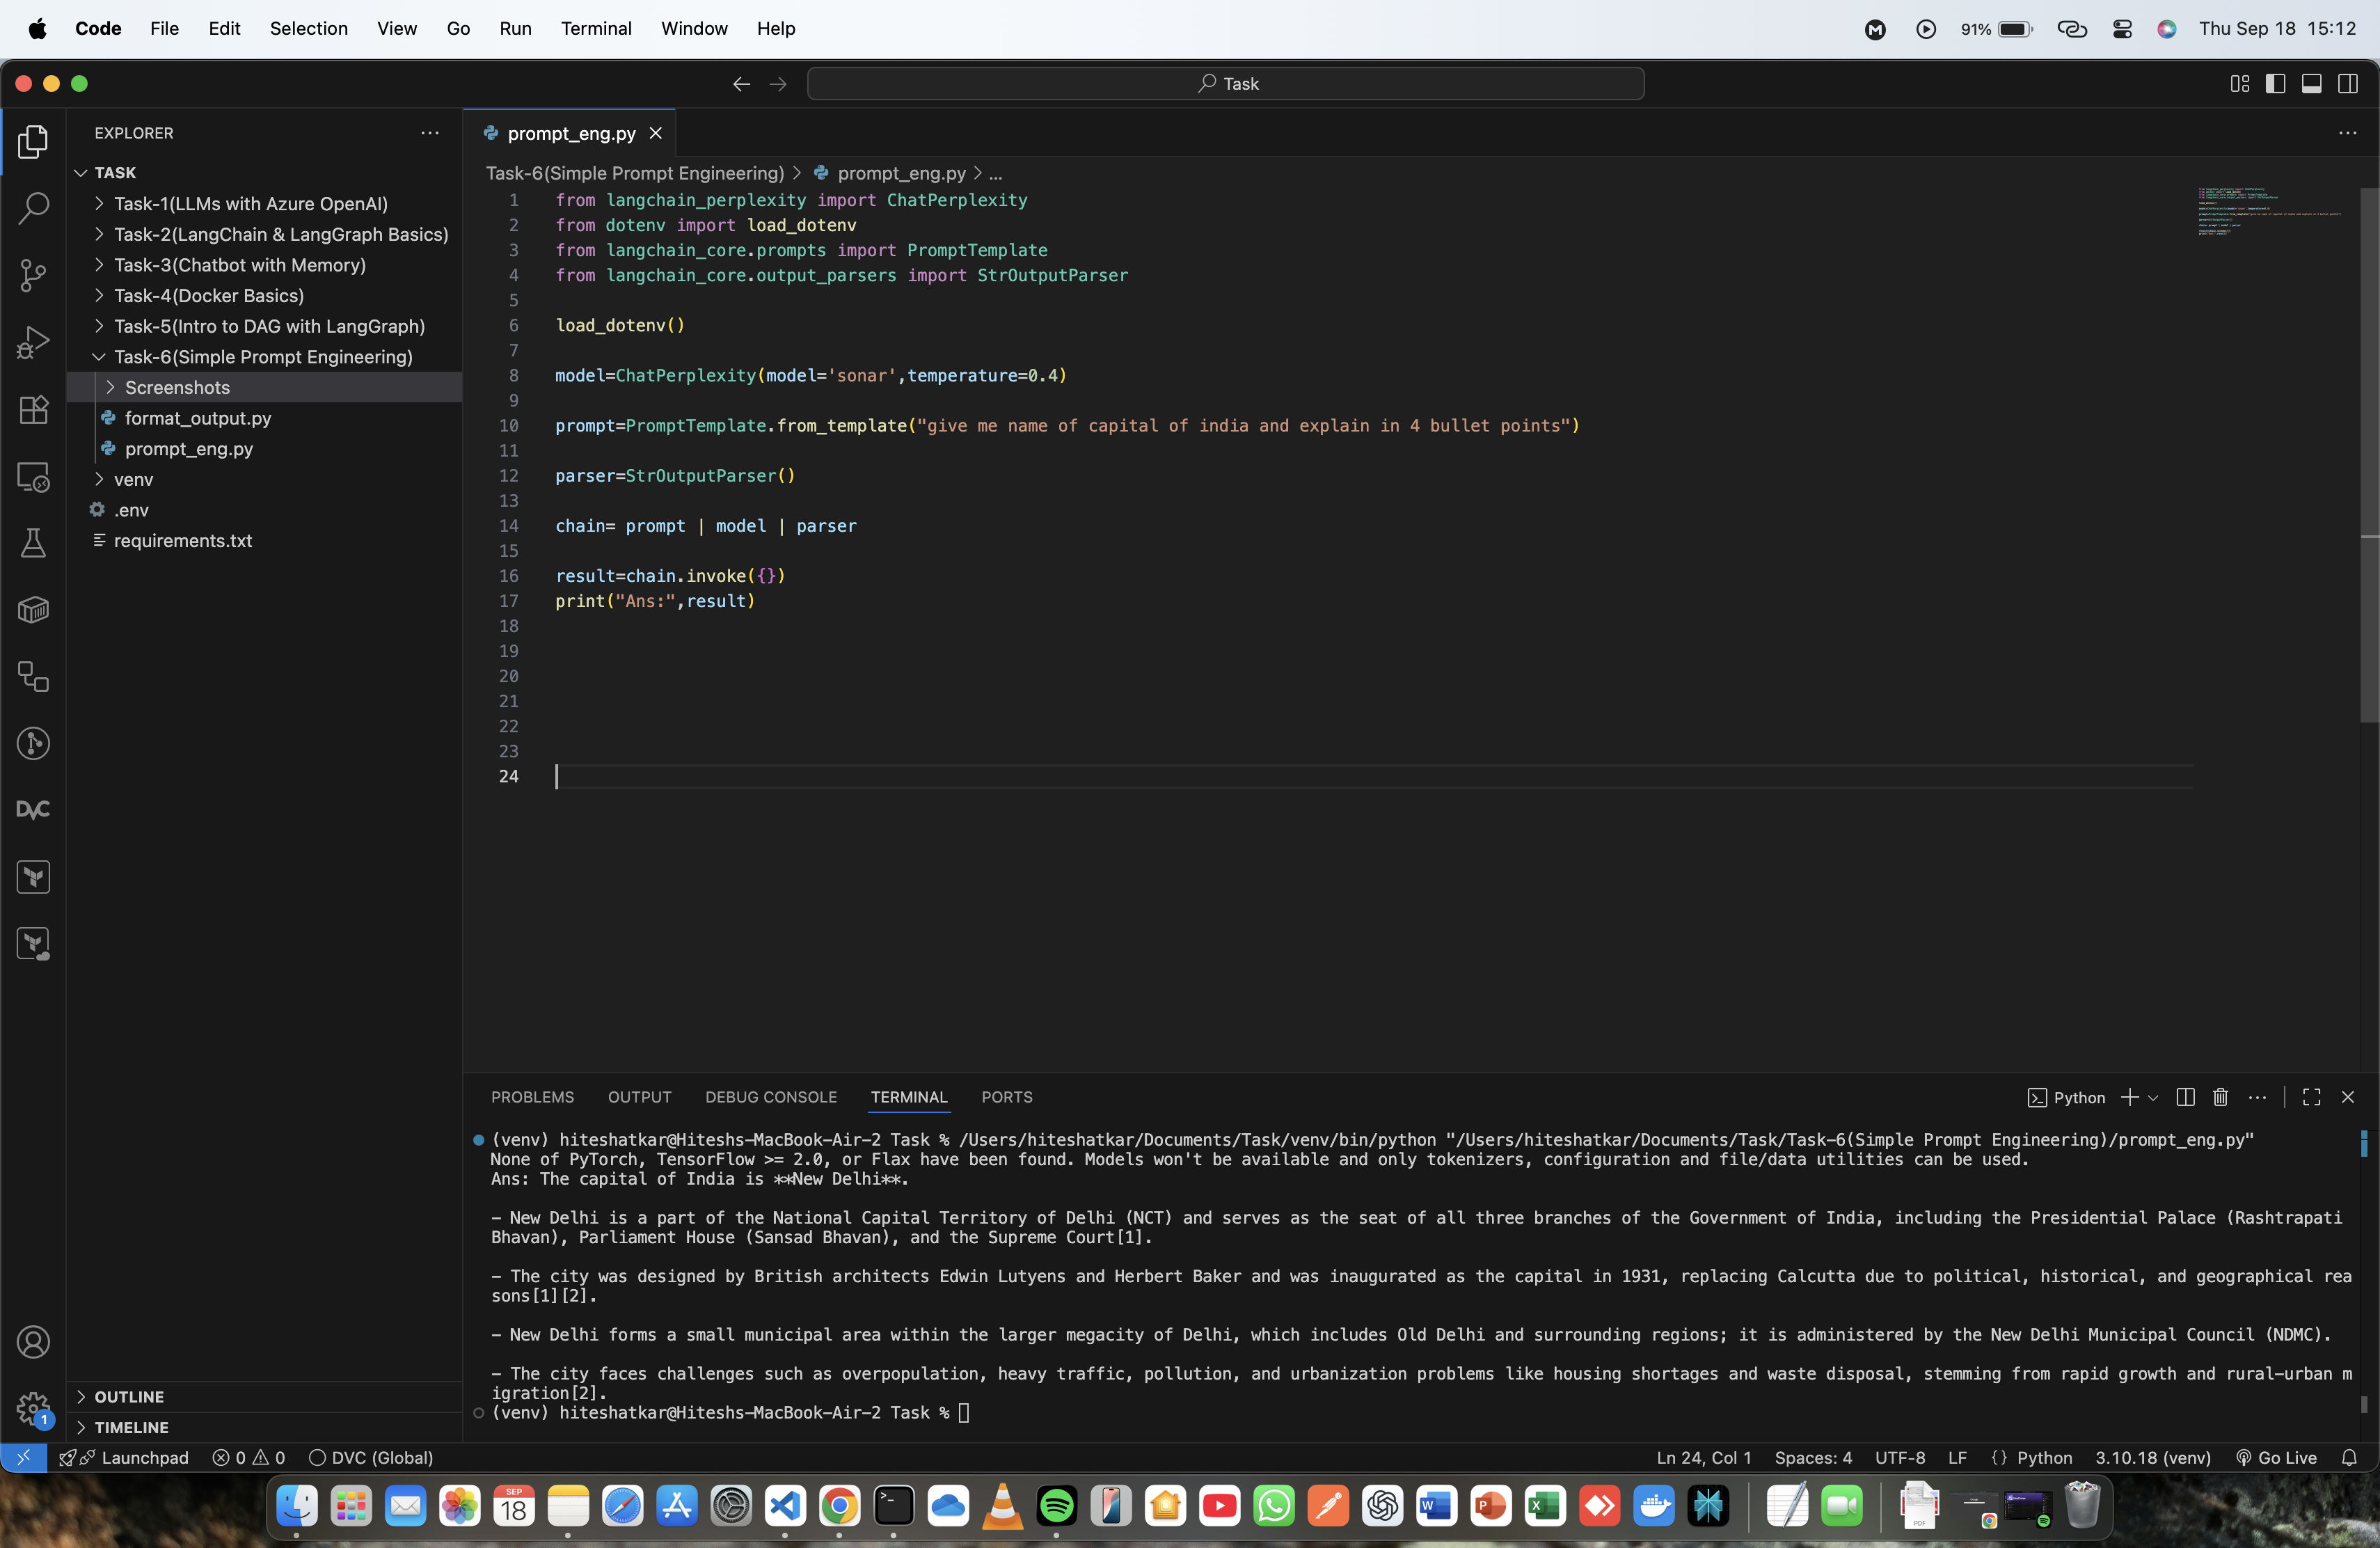 Code File Edit Selection View Go Run Terminal Window Help 91% Thu Sep 18 15:12
Task
EXPLORER
TASK
Task-1(LLMs with Azure OpenAI)
Task-2(LangChain & LangGraph Basics)
Task-3(Chatbot with Memory)
Task-4(Docker Basics)
Task-5(Intro to DAG with LangGraph)
Task-6(Simple Prompt Engineering)
Screenshots
format_output.py
prompt_eng.py
venv
.env
requirements.txt
OUTLINE
TIMELINE
DVC
1
prompt_eng.py
Task-6(Simple Prompt Engineering) > prompt_eng.py > ...
1 from langchain_perplexity import ChatPerplexity
2 from dotenv import load_dotenv
3 from langchain_core.prompts import PromptTemplate
4 from langchain_core.output_parsers import StrOutputParser
5
6 load_dotenv()
7
8 model=ChatPerplexity(model='sonar',temperature=0.4)
9
10 prompt=PromptTemplate.from_template("give me name of capital of india and explain in 4 bullet points")
11
12 parser=StrOutputParser()
13
14 chain= prompt | model | parser
15
16 result=chain.invoke({})
17 print("Ans:",result)
18
19
20
21
22
23
24
PROBLEMS OUTPUT DEBUG CONSOLE TERMINAL PORTS Python
(venv) hiteshatkar@Hiteshs-MacBook-Air-2 Task % /Users/hiteshatkar/Documents/Task/venv/bin/python "/Users/hiteshatkar/Documents/Task/Task-6(Simple Prompt Engineering)/prompt_eng.py"
None of PyTorch, TensorFlow >= 2.0, or Flax have been found. Models won't be available and only tokenizers, configuration and file/data utilities can be used.
Ans: The capital of India is **New Delhi**.
- New Delhi is a part of the National Capital Territory of Delhi (NCT) and serves as the seat of all three branches of the Government of India, including the Presidential Palace (Rashtrapati
Bhavan), Parliament House (Sansad Bhavan), and the Supreme Court[1].
- The city was designed by British architects Edwin Lutyens and Herbert Baker and was inaugurated as the capital in 1931, replacing Calcutta due to political, historical, and geographical rea
sons[1][2].
- New Delhi forms a small municipal area within the larger megacity of Delhi, which includes Old Delhi and surrounding regions; it is administered by the New Delhi Municipal Council (NDMC).
- The city faces challenges such as overpopulation, heavy traffic, pollution, and urbanization problems like housing shortages and waste disposal, stemming from rapid growth and rural-urban m
igration[2].
(venv) hiteshatkar@Hiteshs-MacBook-Air-2 Task %
Launchpad 0 0 DVC (Global) Ln 24, Col 1 Spaces: 4 UTF-8 LF {} Python 3.10.18 (venv) Go Live
SEP
18
W P X
PDF